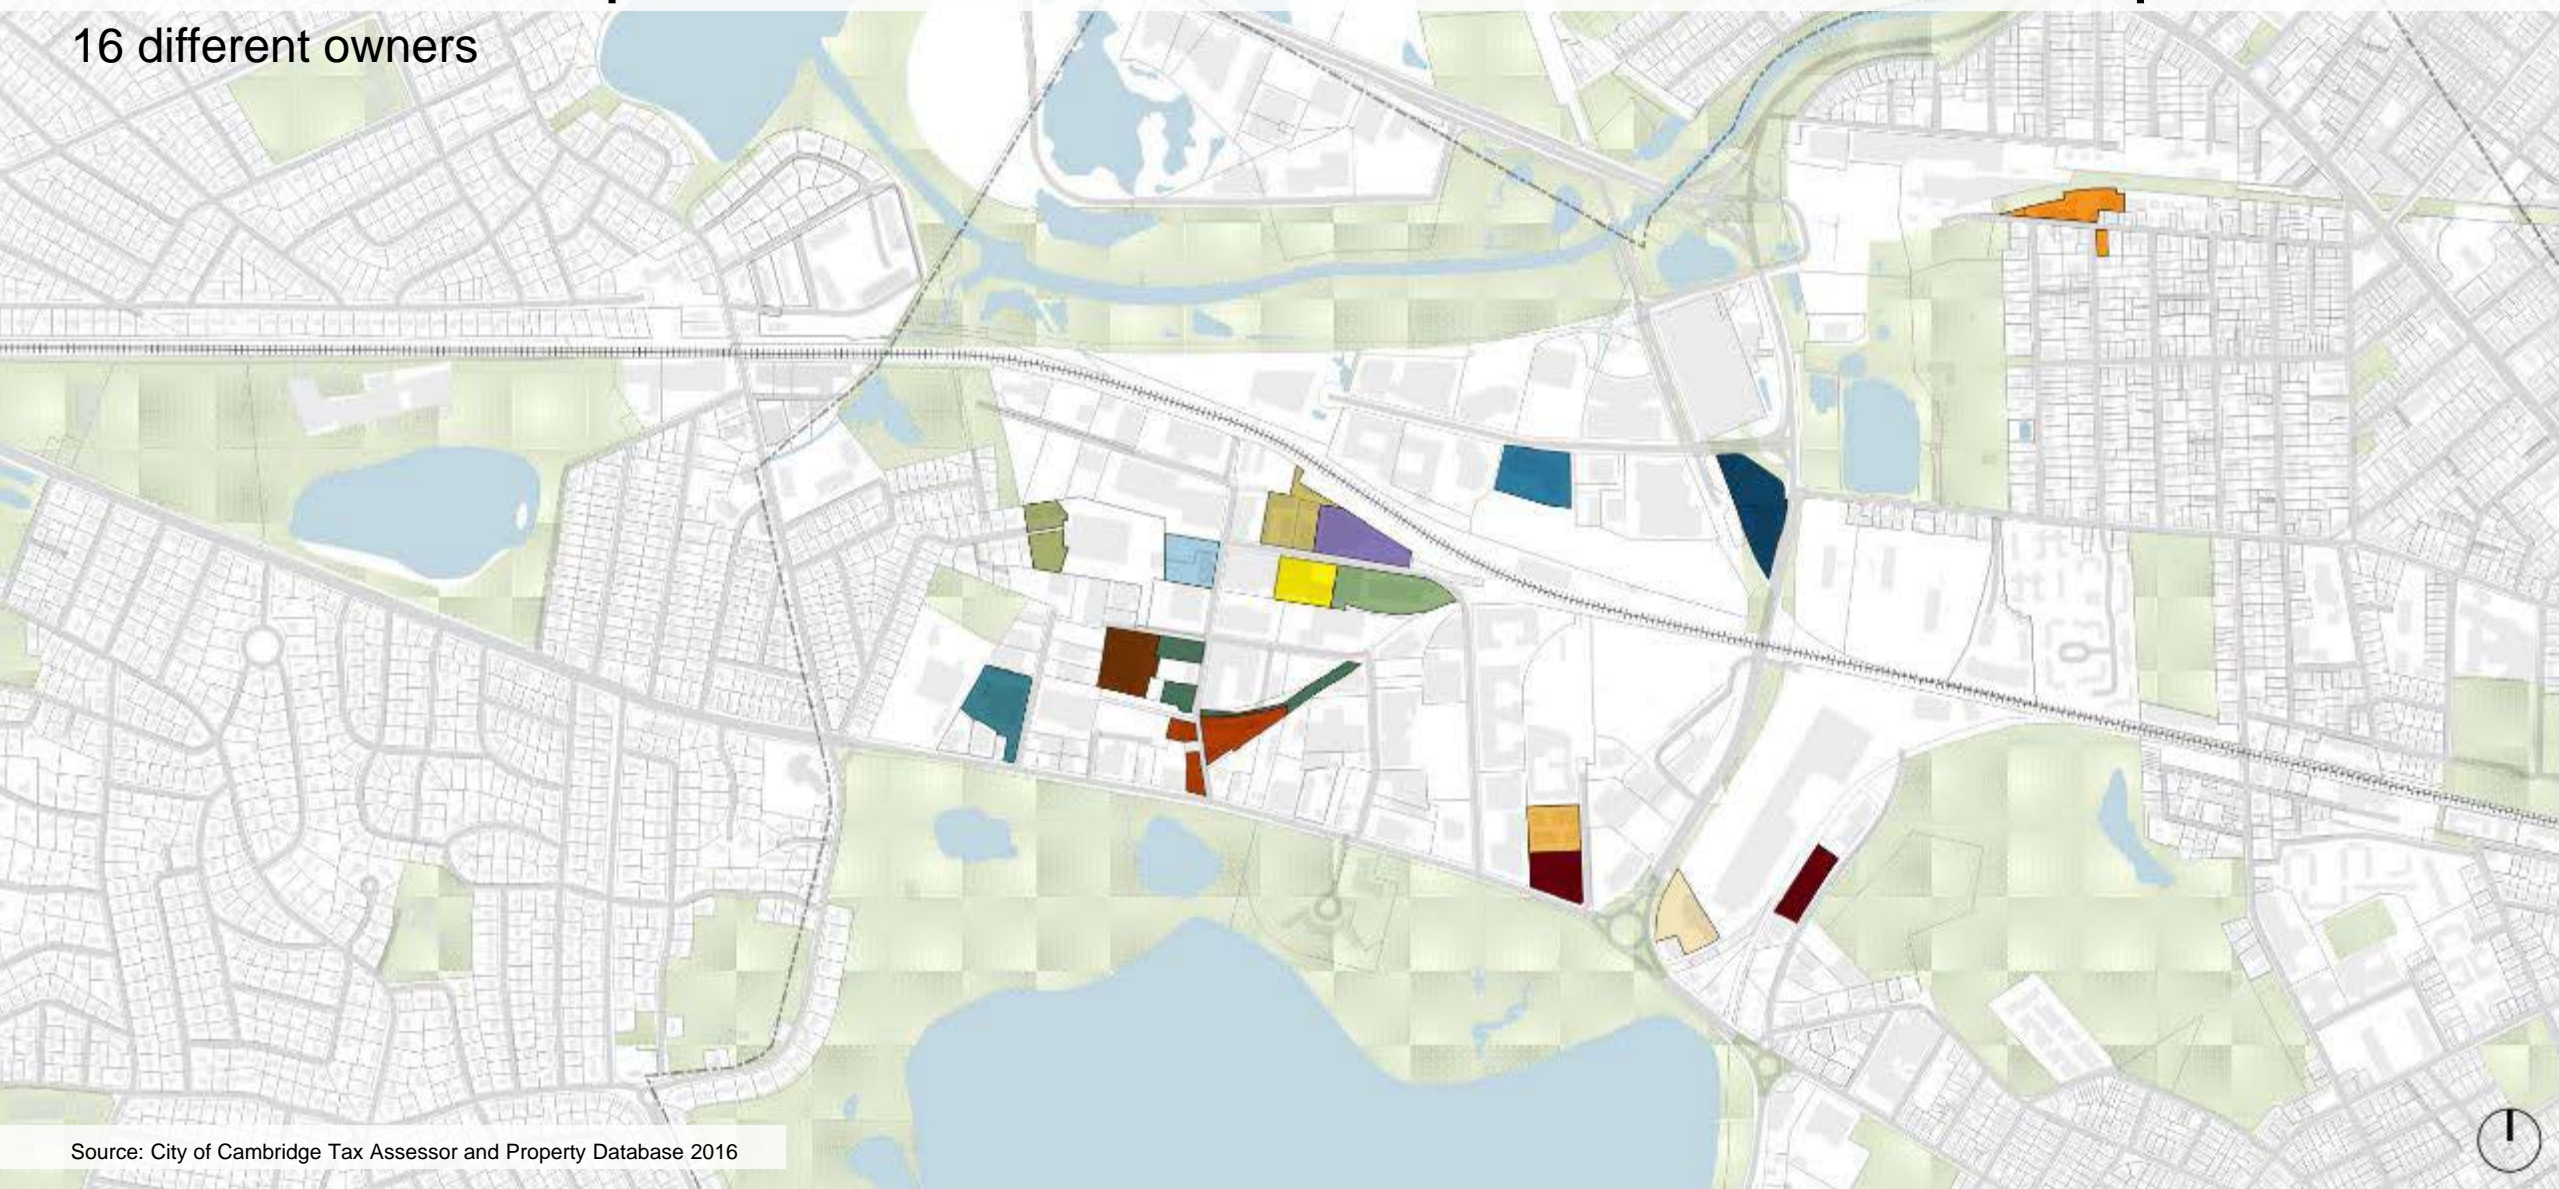 16 different owners
Source: City of Cambridge Tax Assessor and Property Database 2016